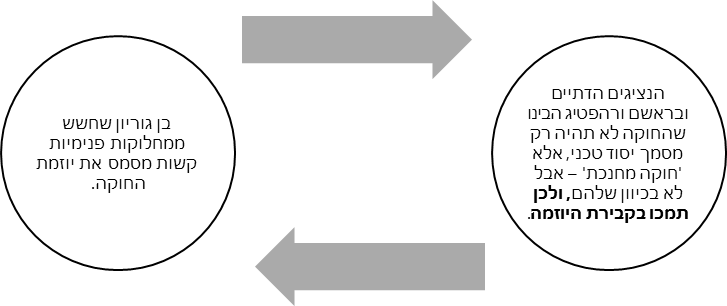 הנציגים הדתיים
ובראשם ורהפטיג הבינו
שהחוקה לא תהיה רק
מסמך יסוד טכני, אלא
'חוקה מחנכת' – אבל
לא בכיוון שלהם, ולכן
תמכו בקבירת היוזמה.
בן גוריון שחשש
ממחלוקות פנימיות
קשות מסמס את יוזמת
החוקה.